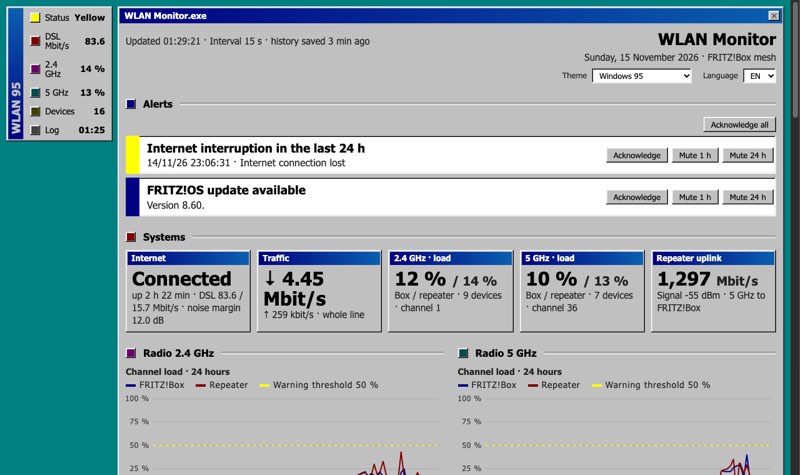 WLAN 95
Status Yellow
DSL Mbit/s 83.6
2.4 GHz 14 %
5 GHz 13 %
Devices 16
Log 01:25
WLAN Monitor.exe
Updated 01:29:21 · Interval 15 s · history saved 3 min ago
WLAN Monitor
Sunday, 15 November 2026 · FRITZ!Box mesh
Theme Windows 95 Language EN
Alerts
Acknowledge all
Internet interruption in the last 24 h
14/11/26 23:06:31 · Internet connection lost
Acknowledge Mute 1 h Mute 24 h
FRITZ!OS update available
Version 8.60.
Acknowledge Mute 1 h Mute 24 h
Systems
Internet
Connected
up 2 h 22 min · DSL 83.6 /
15.7 Mbit/s · noise margin
12.0 dB
Traffic
↓ 4.45
Mbit/s
↑ 259 kbit/s · whole line
2.4 GHz · load
12 % / 14 %
Box / repeater · 9 devices
· channel 1
5 GHz · load
10 % / 13 %
Box / repeater · 7 devices
· channel 36
Repeater uplink
1,297 Mbit/s
Signal -55 dBm · 5 GHz to
FRITZ!Box
Radio 2.4 GHz
Channel load · 24 hours
FRITZ!Box Repeater Warning threshold 50 %
100 %
75 %
50 %
25 %
Radio 5 GHz
Channel load · 24 hours
FRITZ!Box Repeater Warning threshold 50 %
100 %
75 %
50 %
25 %